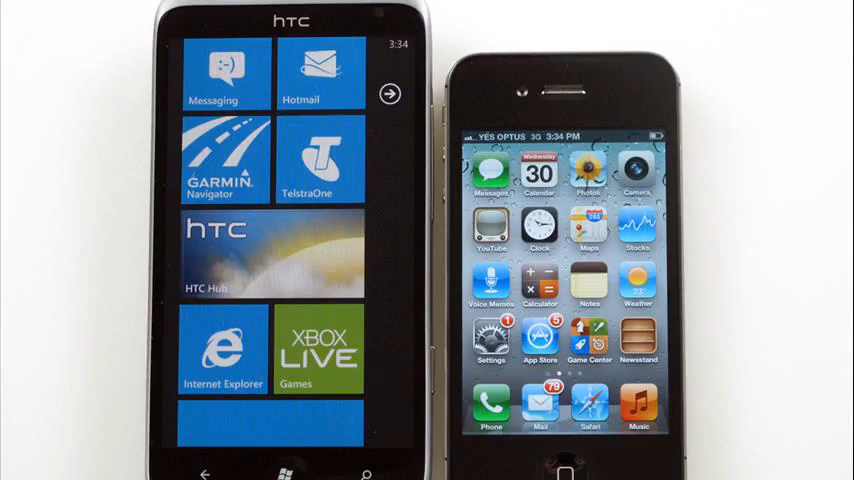 hTC
3:34
Messaging
Hotmail
GARMIN
Navigator
TelstraOne
hTC
HTC Hub
Internet Explorer
XBOX
LIVE
Games
YES OPTUS 3G 3:34 PM
Messages
Wednesday
30
Calendar
Photos
Camera
YouTube
Clock
280
Maps
Stocks
Voice Memos
Calculator
Notes
23°
Weather
1
Settings
5
App Store
Game Center
Newsstand
Phone
79
Mail
Safari
Music